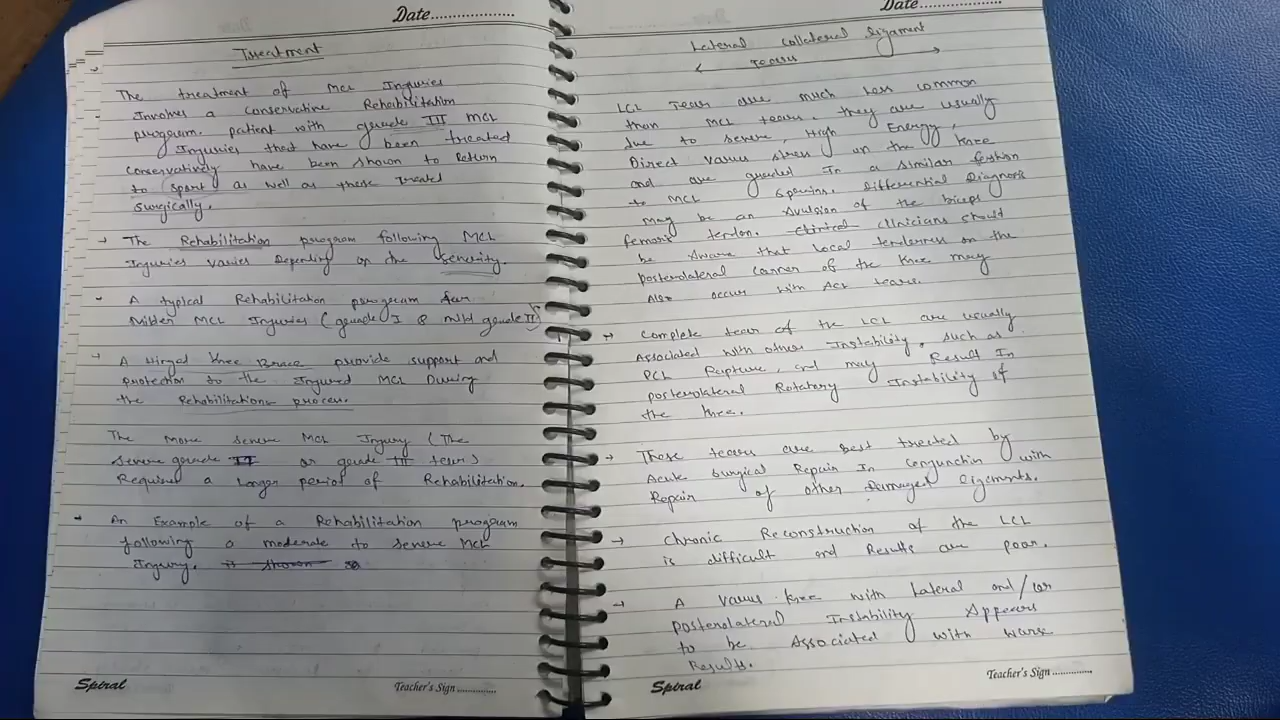 Date
Treatment
The treatment of MCL Injuries
Involves a conservative Rehabilitation
program. patient with grade III MCL
Injuries that have been treated
conservatively have been shown to Return
to sport as well as those treated
surgically.
→ The Rehabilitation program following MCL
Injuries varies Depending on the severity.
- A typical Rehabilitation program for
Milder MCL Injuries (grade I & mild grade II)
→ A Hinged knee Brace provide support and
protection to the Injured MCL During
the Rehabilitations process.
The more severe MCL Injury (The
severe grade II or grade III tears)
Required a longer period of Rehabilitation.
→ An Example of a Rehabilitation program
following a moderate to severe MCL
Injury. it shown
Spiral
Teacher's Sign
Date
Lateral collateral ligament
Tears
LCL Tears are much less common
than MCL tears. they are usually
due to severe, High Energy,
Direct varus stress on the Knee
and are graded In a similar fashion
to MCL sprains. Differential Diagnosis
may be an Avulsion of the biceps
femoris tendon. clinical clinicians should
be Aware that local tenderness on the
posterolateral corner of the Knee may
Also occurs with ACL tears.
→ Complete tear of the LCL are usually
Associated with other Instability, such as
PCL Rupture, and may Result In
posterolateral Rotatory Instability of
the Knee.
→ These tears are best treated by
Acute surgical Repair In conjunction with
Repair of other Damaged ligaments.
→ Chronic Reconstruction of the LCL
is difficult and Results are poor.
→ A varus knee with Lateral and/or
posterolateral Instability Appears
to be Associated with worse
Results.
Spiral
Teacher's Sign